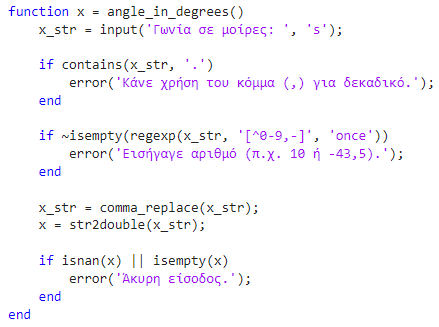 function x = angle_in_degrees()
    x_str = input('Γωνία σε μοίρες: ', 's');

    if contains(x_str, '.')
        error('Κάνε χρήση του κόμμα (,) για δεκαδικό.');
    end

    if ~isempty(regexp(x_str, '[^0-9,-]', 'once'))
        error('Εισήγαγε αριθμό (π.χ. 10 ή -43,5).');
    end

    x_str = comma_replace(x_str);
    x = str2double(x_str);

    if isnan(x) || isempty(x)
        error('Άκυρη είσοδος.');
    end
end